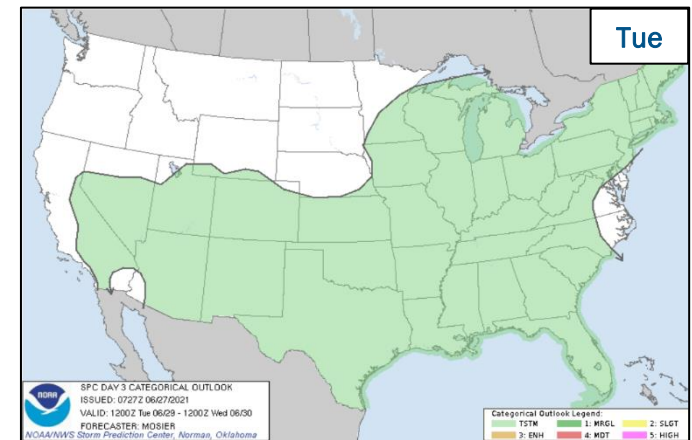 Tue
NOAA
SPC DAY 3 CATEGORICAL OUTLOOK
ISSUED: 0727Z 06/27/2021
VALID: 1200Z Tue 06/29 - 1200Z Wed 06/30
FORECASTER: MOSIER
NOAA/NWS Storm Prediction Center, Norman, Oklahoma
Categorical Outlook Legend:
TSTM 1: MRGL 2: SLGT
3: ENH 4: MDT 5: HIGH